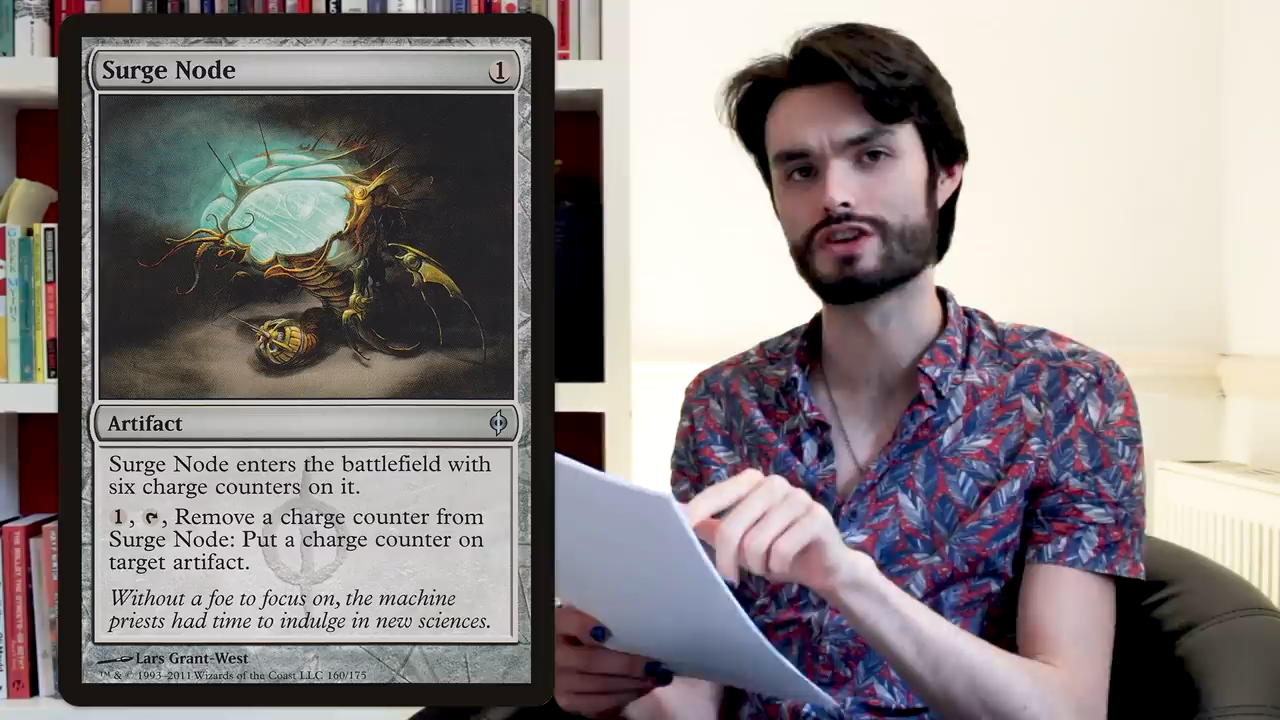 Surge Node 1
Artifact
Surge Node enters the battlefield with
six charge counters on it.
1, T, Remove a charge counter from
Surge Node: Put a charge counter on
target artifact.
Without a foe to focus on, the machine
priests had time to indulge in new sciences.
Lars Grant-West
™ & © 1993–2011 Wizards of the Coast LLC 160/175